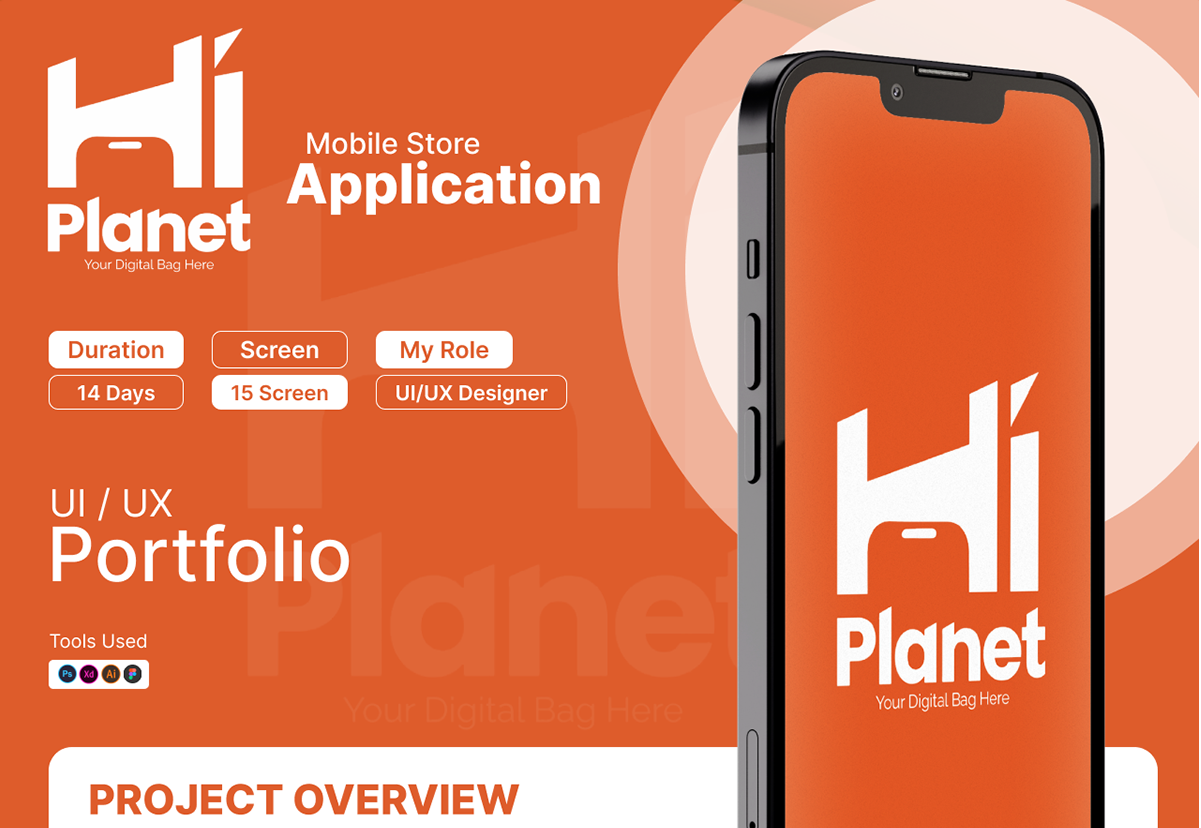 Hi
Planet
Your Digital Bag Here
Mobile Store
Application
Duration
14 Days
Screen
15 Screen
My Role
UI/UX Designer
UI / UX
Portfolio
Tools Used
Ps Xd Ai
Hi
Planet
Your Digital Bag Here
Hi
Planet
Your Digital Bag Here
PROJECT OVERVIEW